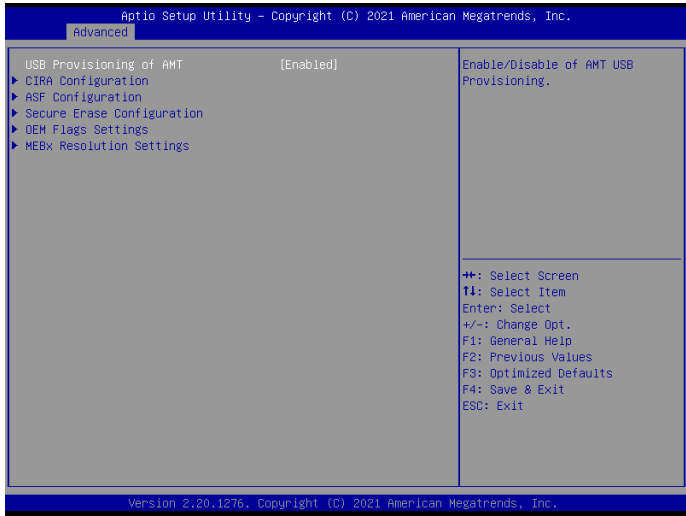 Aptio Setup Utility – Copyright (C) 2021 American Megatrends, Inc.
Advanced
USB Provisioning of AMT [Enabled]
CIRA Configuration
ASF Configuration
Secure Erase Configuration
OEM Flags Settings
MEBx Resolution Settings
Enable/Disable of AMT USB
Provisioning.
→←: Select Screen
↑↓: Select Item
Enter: Select
+/-: Change Opt.
F1: General Help
F2: Previous Values
F3: Optimized Defaults
F4: Save & Exit
ESC: Exit
Version 2.20.1276. Copyright (C) 2021 American Megatrends, Inc.